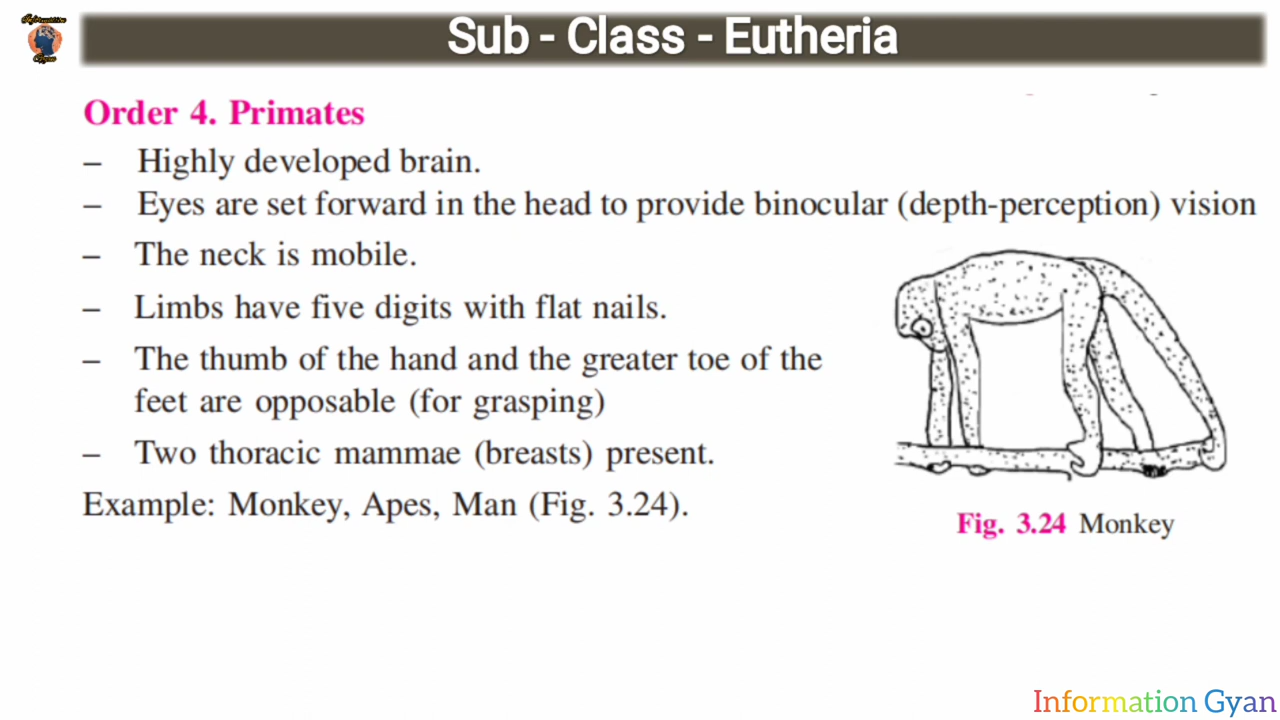 Information
Gyan
Sub - Class - Eutheria
Order 4. Primates
– Highly developed brain.
– Eyes are set forward in the head to provide binocular (depth-perception) vision
– The neck is mobile.
– Limbs have five digits with flat nails.
– The thumb of the hand and the greater toe of the
feet are opposable (for grasping)
– Two thoracic mammae (breasts) present.
Example: Monkey, Apes, Man (Fig. 3.24).
Fig. 3.24 Monkey
Information Gyan